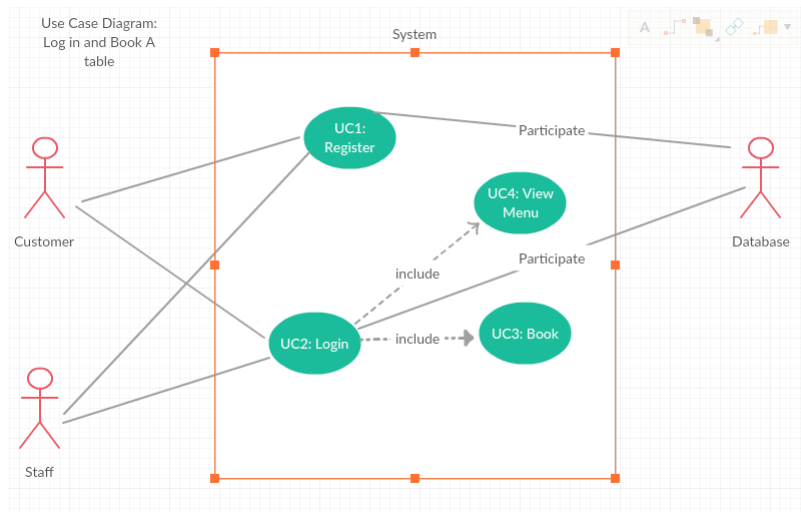 Use Case Diagram:
Log in and Book A
table
System
A
UC1:
Register
Participate
UC4: View
Menu
Customer
Database
Participate
include
UC2: Login
include
UC3: Book
Staff